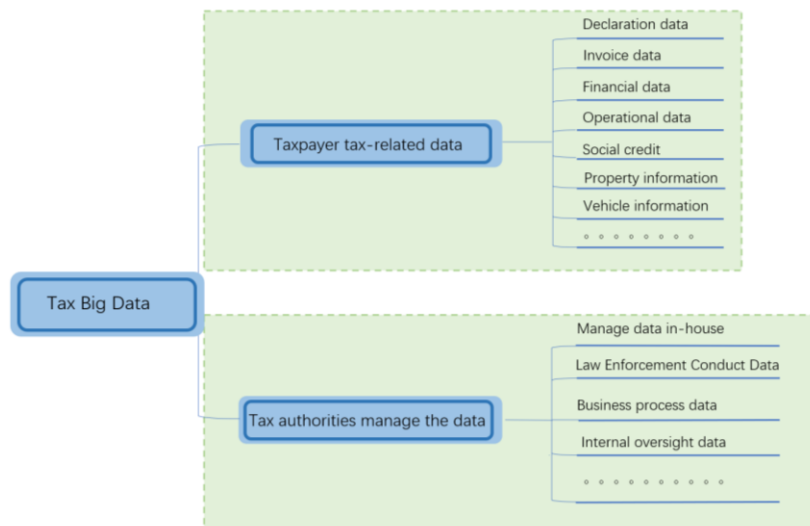 Declaration data
Invoice data
Financial data
Operational data
Taxpayer tax-related data
Social credit
Property information
Vehicle information
。。。。。。。。
Tax Big Data
Manage data in-house
Law Enforcement Conduct Data
Business process data
Tax authorities manage the data
Internal oversight data
。。。。。。。。。。